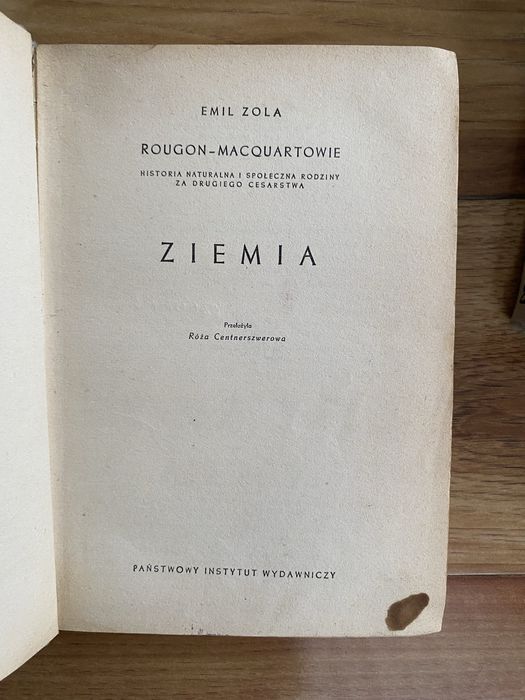 EMIL ZOLA
ROUGON-MACQUARTOWIE
HISTORIA NATURALNA I SPOŁECZNA RODZINY
ZA DRUGIEGO CESARSTWA
ZIEMIA
Przełożyła
Róża Centnerszwerowa
PAŃSTWOWY INSTYTUT WYDAWNICZY